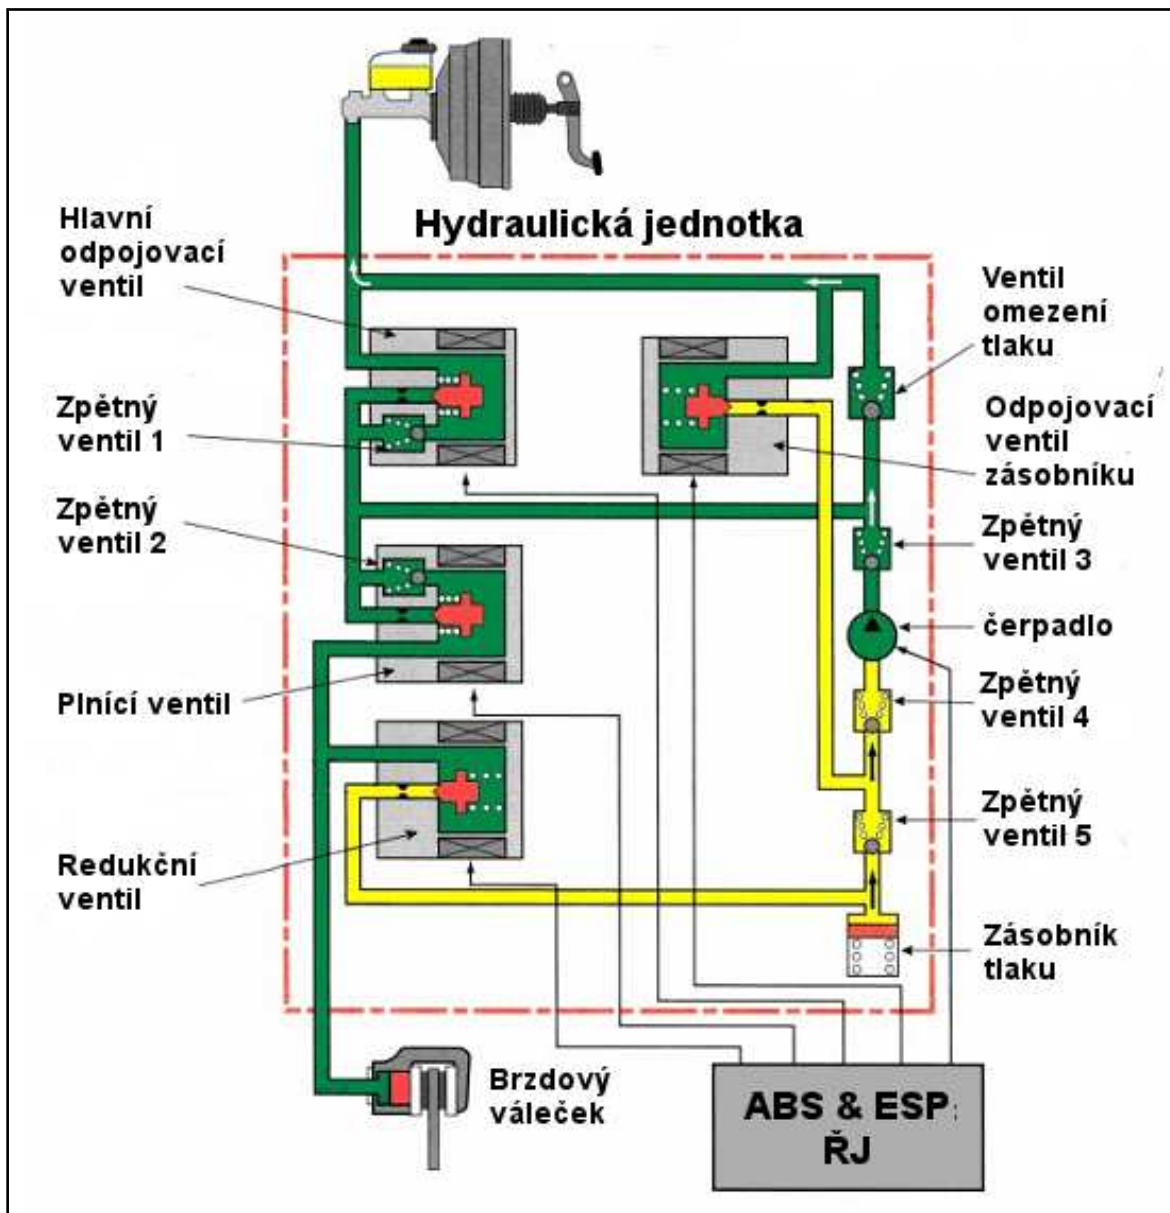 Hydraulická jednotka
Hlavní
odpojovací
ventil
Zpětný
ventil 1
Zpětný
ventil 2
Plnící ventil
Redukční
ventil
Ventil
omezení
tlaku
Odpojovací
ventil
zásobníku
Zpětný
ventil 3
čerpadlo
Zpětný
ventil 4
Zpětný
ventil 5
Zásobník
tlaku
Brzdový
váleček
ABS & ESP
ŘJ